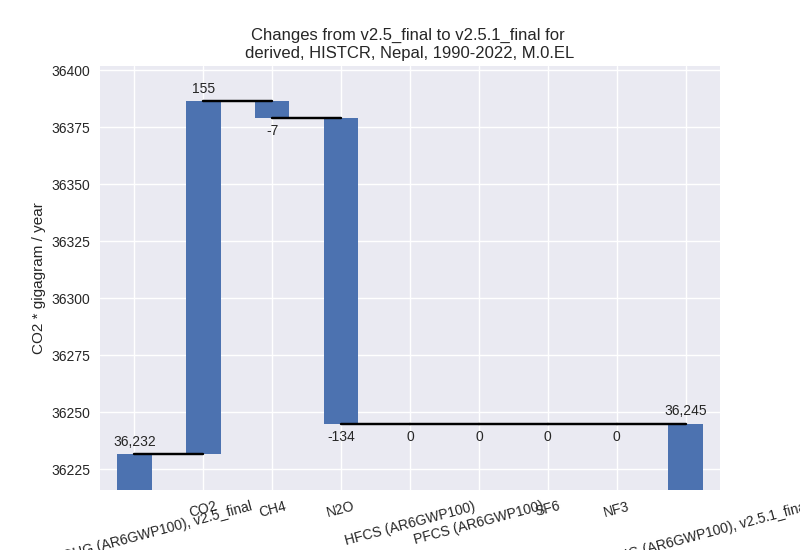 Changes from v2.5_final to v2.5.1_final for
derived, HISTCR, Nepal, 1990-2022, M.0.EL
CO2 * gigagram / year
36400
36375
36350
36325
36300
36275
36250
36225
36,232
155
-7
-134
0
0
0
0
36,245
(AR6GWP100), v2.5_final
CO2
CH4
N2O
HFCS (AR6GWP100)
PFCS (AR6GWP100)
SF6
NF3
(AR6GWP100), v2.5.1_fina